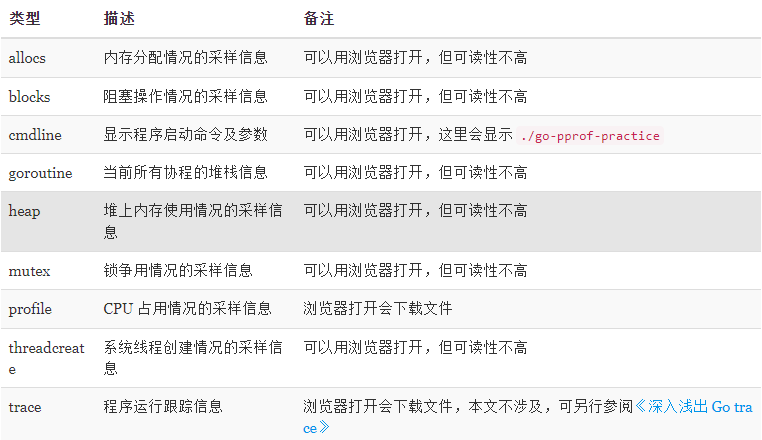 类型 描述 备注
allocs 内存分配情况的采样信息 可以用浏览器打开，但可读性不高
blocks 阻塞操作情况的采样信息 可以用浏览器打开，但可读性不高
cmdline 显示程序启动命令及参数 可以用浏览器打开，这里会显示 ./go-pprof-practice
goroutine 当前所有协程的堆栈信息 可以用浏览器打开，但可读性不高
heap 堆上内存使用情况的采样信 可以用浏览器打开，但可读性不高
息
mutex 锁争用情况的采样信息 可以用浏览器打开，但可读性不高
profile CPU 占用情况的采样信息 浏览器打开会下载文件
threadcreat 系统线程创建情况的采样信 可以用浏览器打开，但可读性不高
e 息
trace 程序运行跟踪信息 浏览器打开会下载文件，本文不涉及，可另行参阅《深入浅出 Go tra
ce》